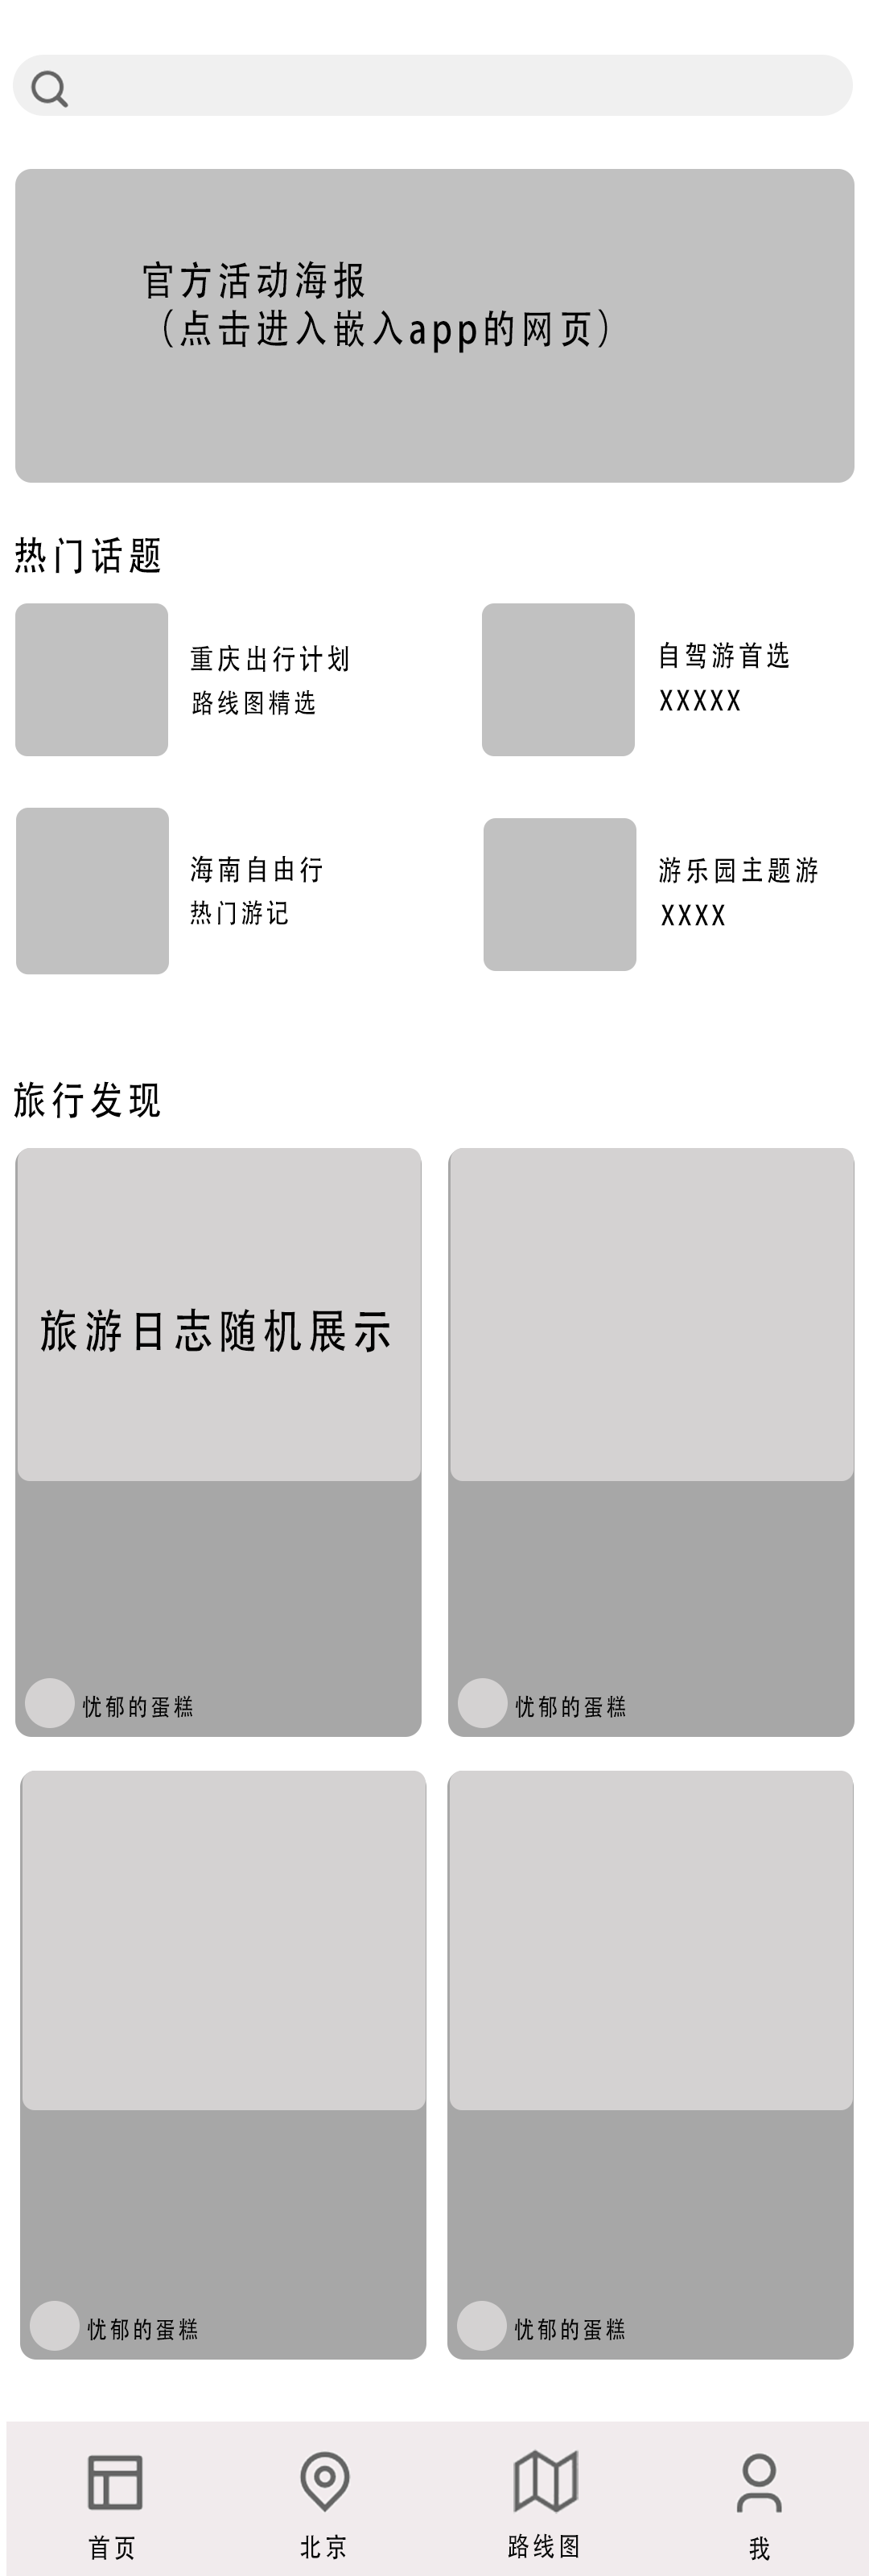 官方活动海报
（点击进入嵌入app的网页）
热门话题
重庆出行计划
路线图精选
自驾游首选
XXXXX
海南自由行
热门游记
游乐园主题游
XXXX
旅行发现
旅游日志随机展示
忧郁的蛋糕
忧郁的蛋糕
忧郁的蛋糕
忧郁的蛋糕
首页
北京
路线图
我